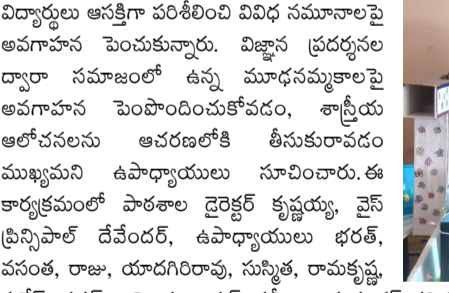 విద్యార్థులు ఆసక్తిగా పరిశీలించి వివిధ నమూనాలపై
అవగాహన పెంచుకున్నారు. విజ్ఞాన ప్రదర్శనల
ద్వారా సమాజంలో ఉన్న మూఢనమ్మకాలపై
అవగాహన పెంపొందించుకోవడం, శాస్త్రీయ
ఆలోచనలను ఆచరణలోకి తీసుకురావడం
ముఖ్యమని ఉపాధ్యాయులు సూచించారు.ఈ
కార్యక్రమంలో పాఠశాల డైరెక్టర్ కృష్ణయ్య, వైస్
ప్రిన్సిపాల్ దేవేందర్, ఉపాధ్యాయులు భరత్,
వసంత, రాజు, యాదగిరిరావు, సుస్మిత, రామకృష్ణ,